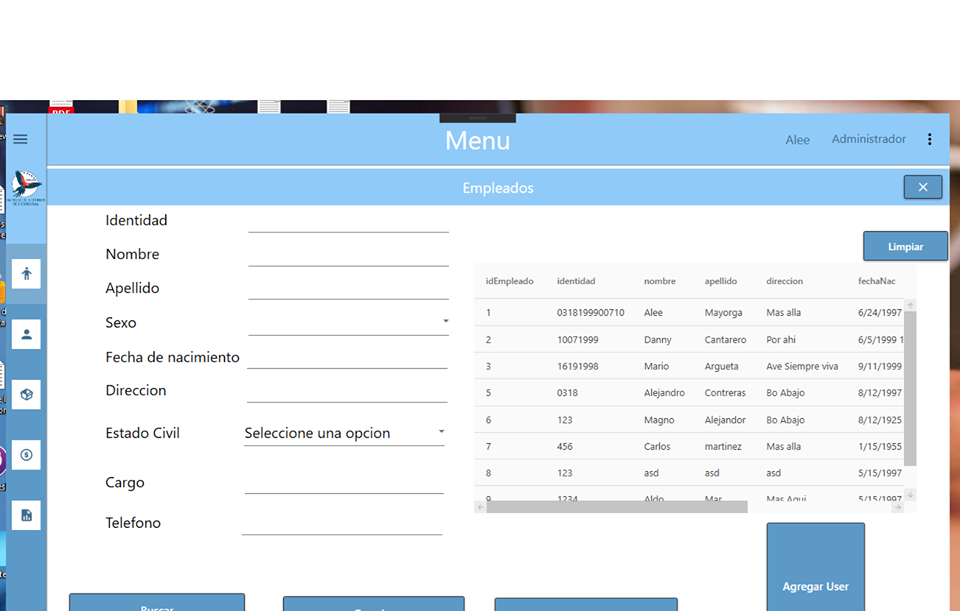 PDF
Menu
Alee Administrador
Empleados
Identidad
Nombre
Apellido
Sexo
Fecha de nacimiento
Direccion
Estado Civil Seleccione una opcion
Cargo
Telefono
Limpiar
idEmpleado identidad nombre apellido direccion fechaNac
1 0318199900710 Alee Mayorga Mas alla 6/24/1997
2 10071999 Danny Cantarero Por ahi 6/5/1999 1
3 16191998 Mario Argueta Ave Siempre viva 9/11/1999
5 0318 Alejandro Contreras Bo Abajo 8/12/1997
6 123 Magno Alejandor Bo Abajo 8/12/1925
7 456 Carlos martinez Mas alla 1/15/1955
8 123 asd asd asd 5/15/1997
9 1234 Aldo Mar Mas Aqui 5/15/1997
Agregar User
Buscar